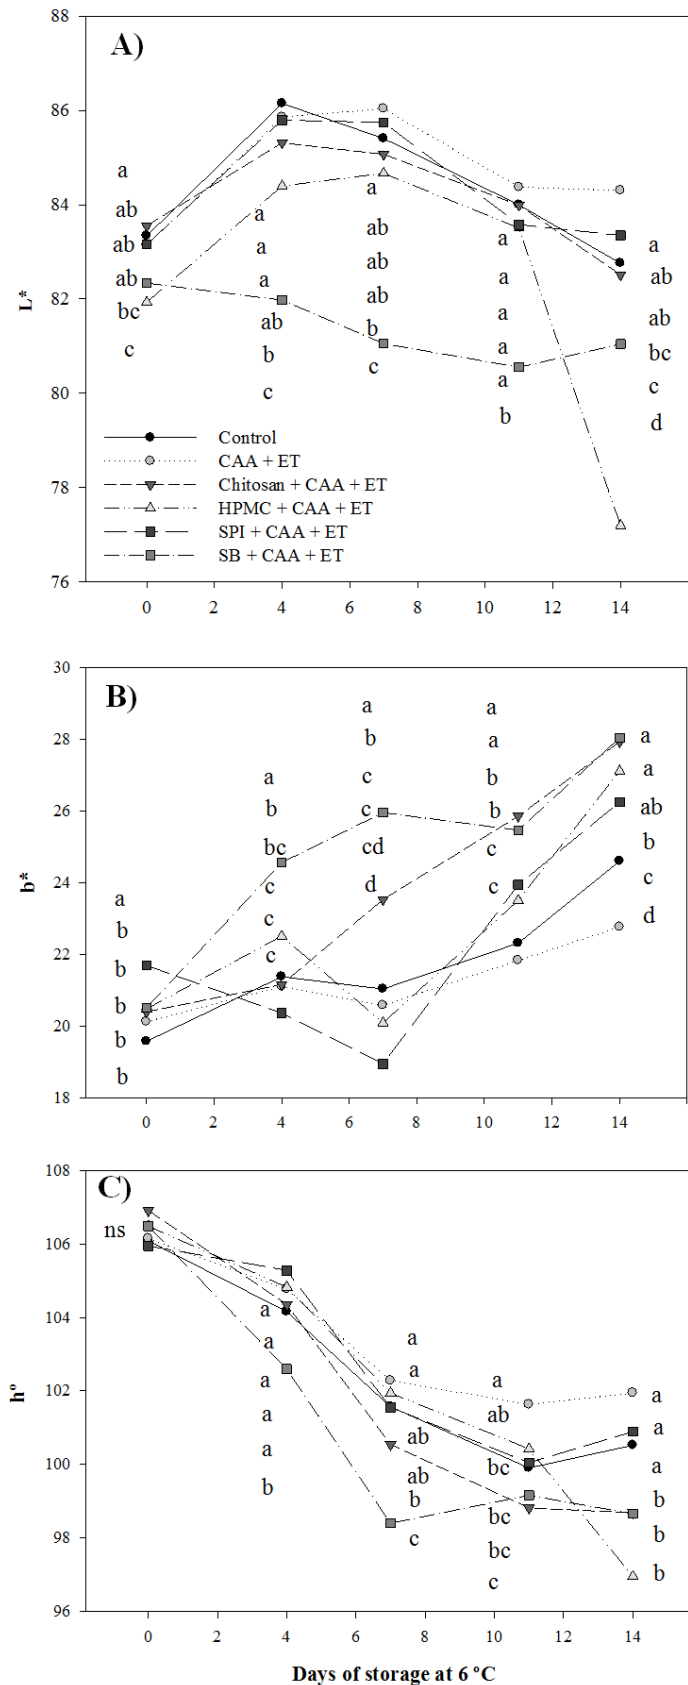 88
A)
86
a
ab
84
a
a
ab
a
a
ab
a
ab
a
ab
a
ab
ab
82
bc
a
ab
a
ab
L*
ab
b
c
b
a
bc
c
a
c
80
c
b
d
Control
CAA + ET
Chitosan + CAA + ET
78
HPMC + CAA + ET
SPI + CAA + ET
SB + CAA + ET
76
0 2 4 6 8 10 12 14
30
B)
a
a
28
b
a
a
a
c
b
a
26
b
c
b
ab
bc
cd
c
b
b*
24
a
c
d
c
c
b
c
d
22
b
c
20
b
b
18
b
0 2 4 6 8 10 12 14
108
C)
106
ns
104
a
a
a
a
102
a
a
a
a
ab
a
hº
100
a
ab
bc
a
b
ab
b
b
bc
b
98
c
bc
b
c
96
0 2 4 6 8 10 12 14
Days of storage at 6 ºC